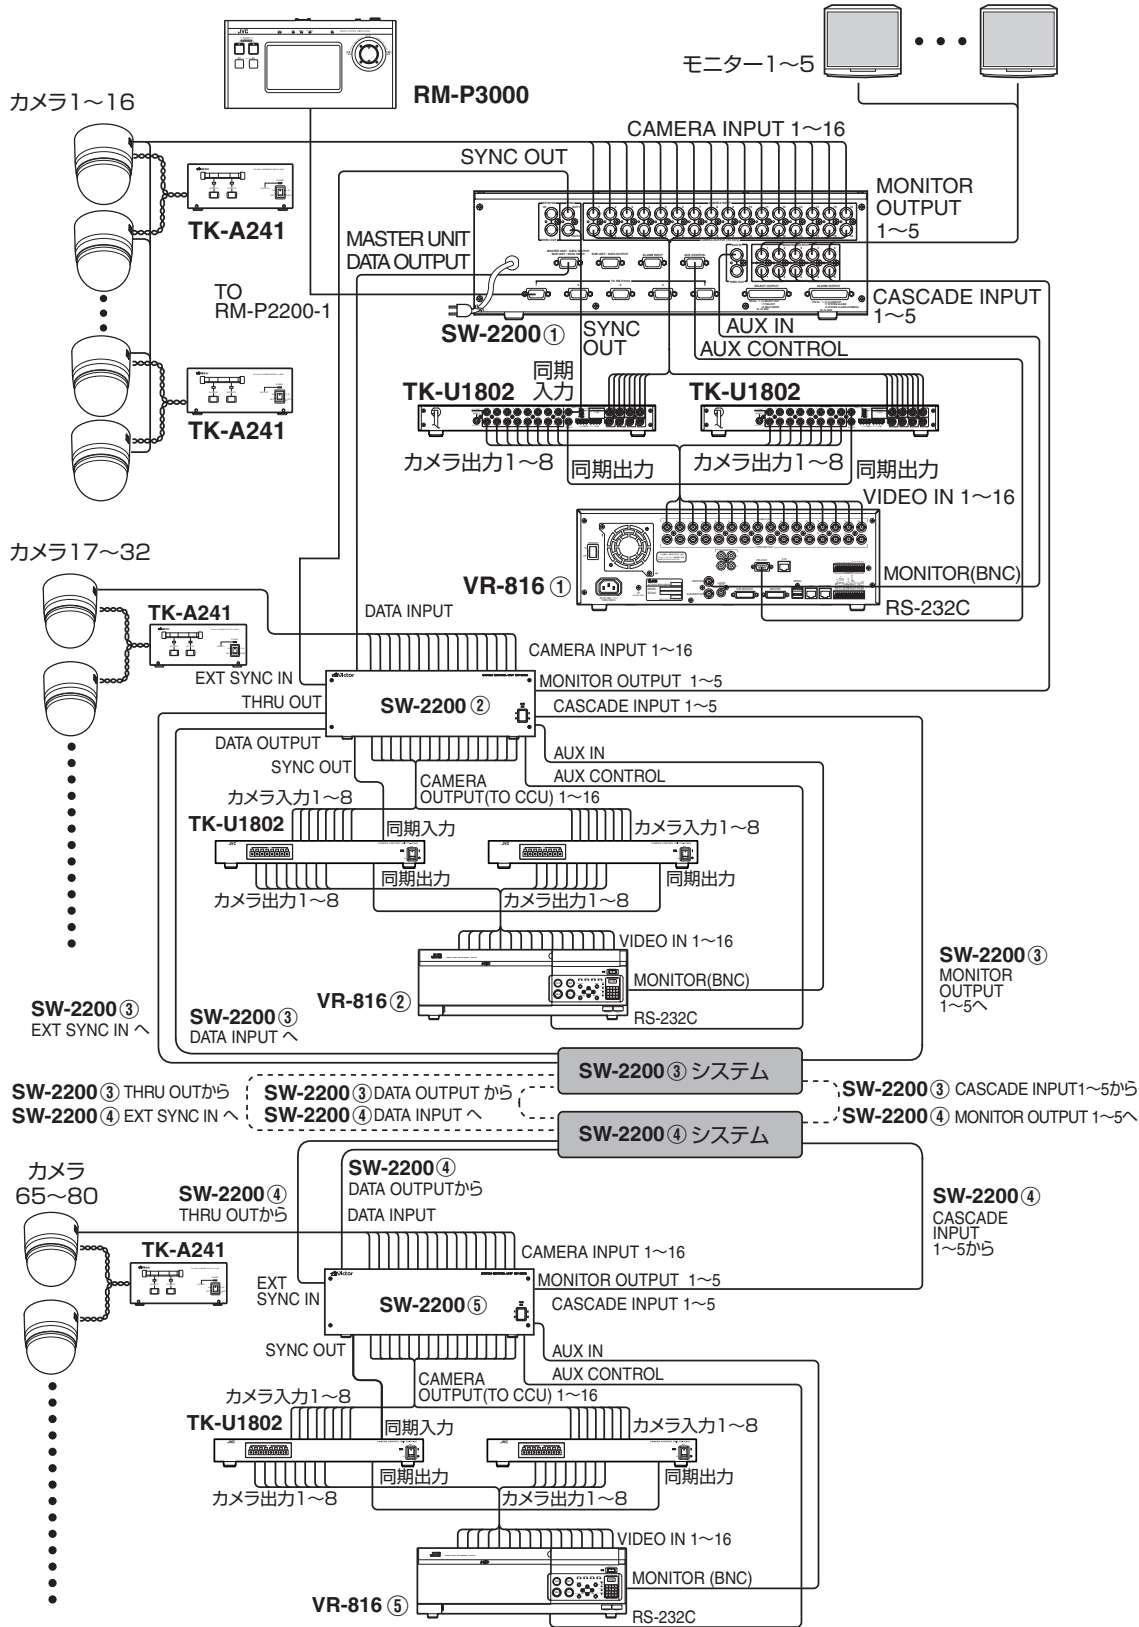 JVC
RM-P3000
モニター1〜5
カメラ1〜16
CAMERA INPUT 1〜16
SYNC OUT
MONITOR
OUTPUT
1〜5
TK-A241
MASTER UNIT
DATA OUTPUT
TO
RM-P2200-1
CASCADE INPUT
1〜5
SW-2200①
SYNC
OUT
AUX IN
AUX CONTROL
TK-A241
TK-U1802
同期
入力
TK-U1802
カメラ出力1〜8
同期出力
カメラ出力1〜8
同期出力
VIDEO IN 1〜16
カメラ17〜32
VR-816①
MONITOR(BNC)
RS-232C
TK-A241
DATA INPUT
CAMERA INPUT 1〜16
EXT SYNC IN
Victor
MONITOR OUTPUT 1〜5
THRU OUT
SW-2200②
CASCADE INPUT 1〜5
DATA OUTPUT
SYNC OUT
AUX IN
AUX CONTROL
CAMERA
OUTPUT(TO CCU) 1〜16
カメラ入力1〜8
TK-U1802
同期入力
カメラ入力1〜8
同期出力
同期出力
カメラ出力1〜8
カメラ出力1〜8
VIDEO IN 1〜16
SW-2200③
MONITOR
OUTPUT
1〜5へ
MONITOR(BNC)
VR-816②
RS-232C
SW-2200③
EXT SYNC IN へ
SW-2200③
DATA INPUT へ
SW-2200③システム
SW-2200③ THRU OUTから
SW-2200④ EXT SYNC IN へ
SW-2200③DATA OUTPUT から
SW-2200④DATA INPUT へ
SW-2200③ CASCADE INPUT1〜5から
SW-2200④ MONITOR OUTPUT 1〜5へ
SW-2200④システム
カメラ
65〜80
SW-2200④
THRU OUTから
SW-2200④
DATA OUTPUTから
DATA INPUT
SW-2200④
CASCADE
INPUT
1〜5から
TK-A241
CAMERA INPUT 1〜16
EXT
SYNC IN
Victor
MONITOR OUTPUT 1〜5
SW-2200⑤
CASCADE INPUT 1〜5
SYNC OUT
AUX IN
AUX CONTROL
CAMERA
OUTPUT(TO CCU) 1〜16
カメラ入力1〜8
TK-U1802
同期入力
カメラ入力1〜8
同期出力
同期出力
カメラ出力1〜8
カメラ出力1〜8
VIDEO IN 1〜16
MONITOR (BNC)
VR-816⑤
RS-232C